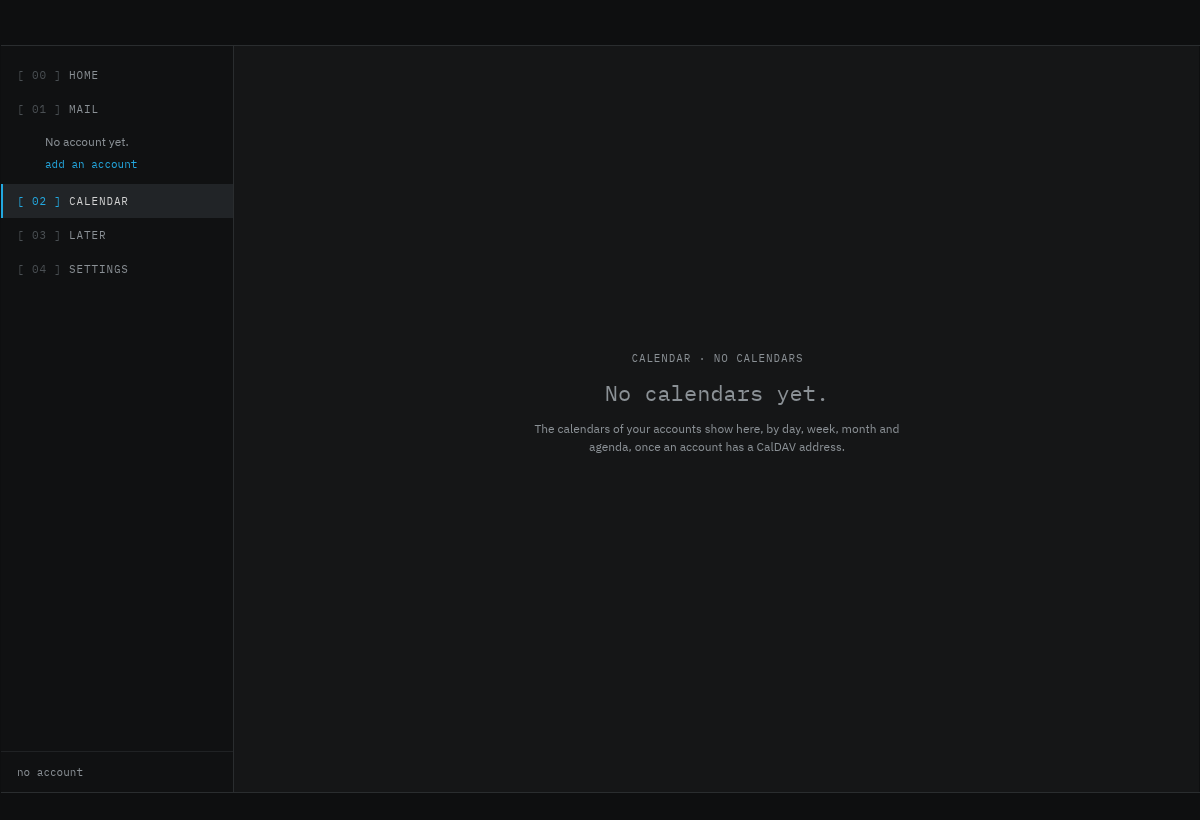 [ 00 ] HOME
[ 01 ] MAIL
No account yet.
add an account
[ 02 ] CALENDAR
[ 03 ] LATER
[ 04 ] SETTINGS
CALENDAR · NO CALENDARS
No calendars yet.
The calendars of your accounts show here, by day, week, month and
agenda, once an account has a CalDAV address.
no account